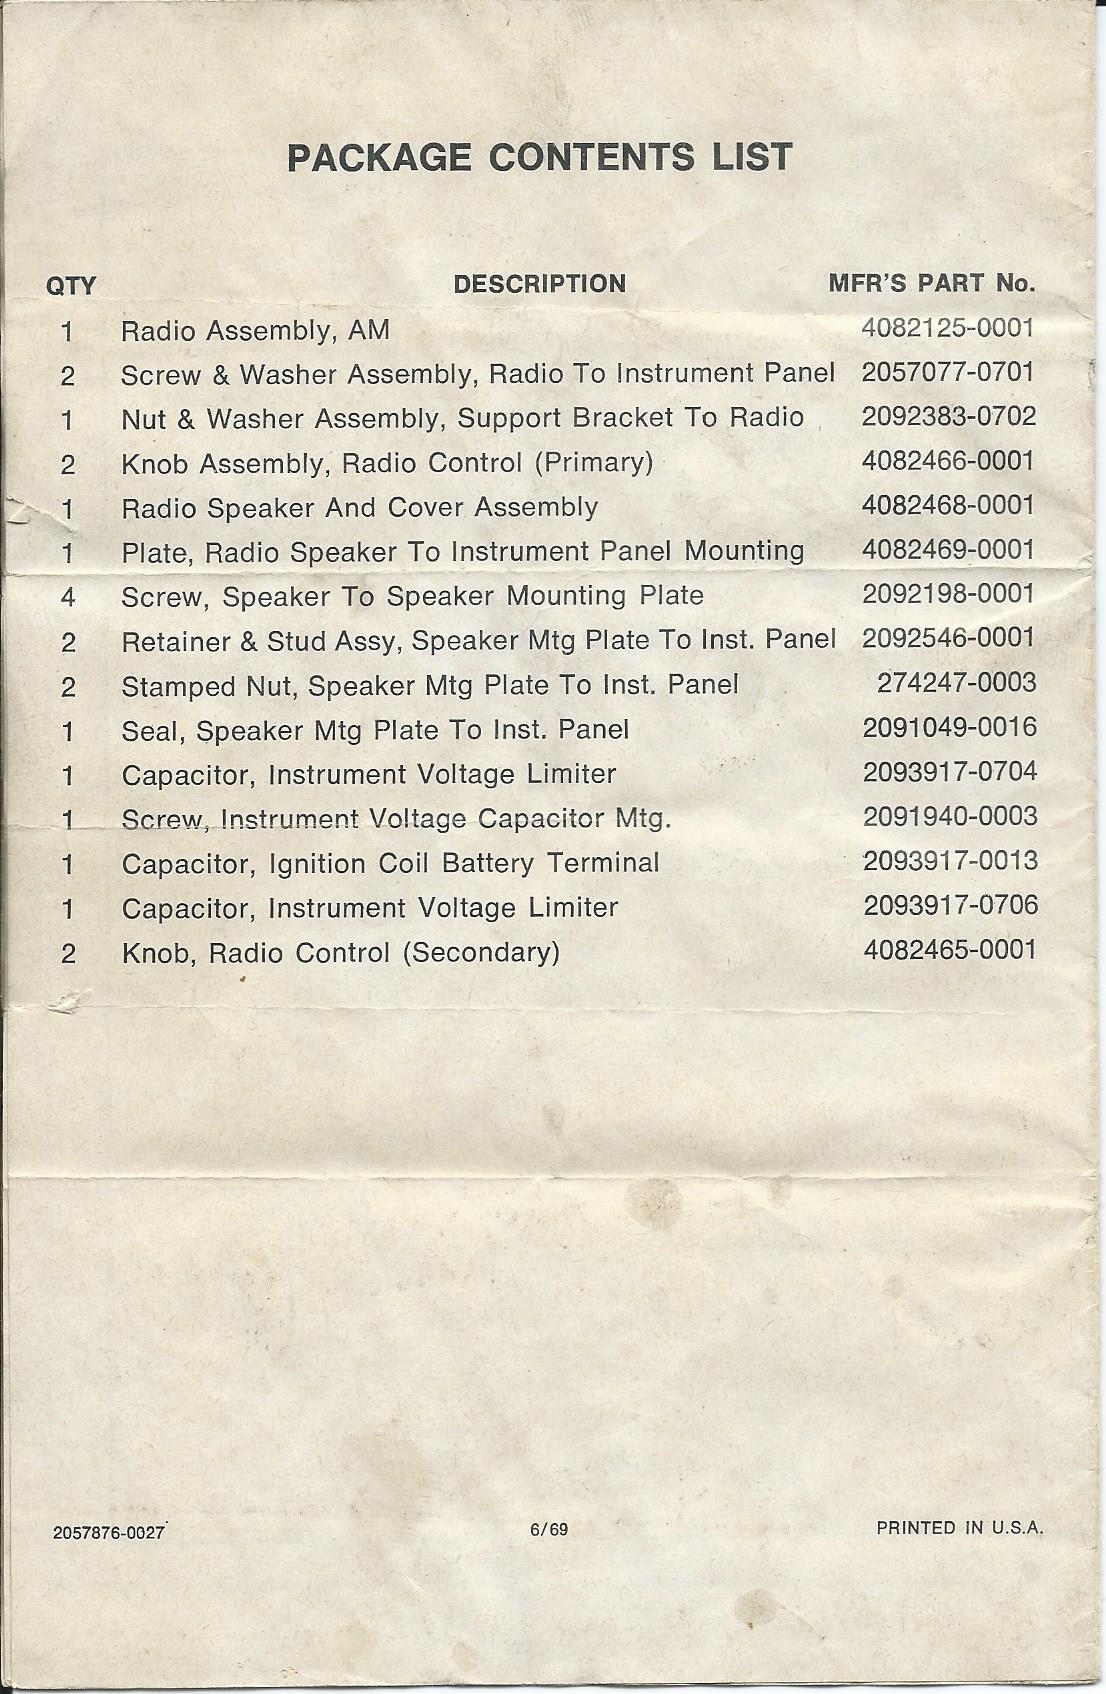 PACKAGE CONTENTS LIST
QTY DESCRIPTION MFR'S PART No.
1 Radio Assembly, AM 4082125-0001
2 Screw & Washer Assembly, Radio To Instrument Panel 2057077-0701
1 Nut & Washer Assembly, Support Bracket To Radio 2092383-0702
2 Knob Assembly, Radio Control (Primary) 4082466-0001
1 Radio Speaker And Cover Assembly 4082468-0001
1 Plate, Radio Speaker To Instrument Panel Mounting 4082469-0001
4 Screw, Speaker To Speaker Mounting Plate 2092198-0001
2 Retainer & Stud Assy, Speaker Mtg Plate To Inst. Panel 2092546-0001
2 Stamped Nut, Speaker Mtg Plate To Inst. Panel 274247-0003
1 Seal, Speaker Mtg Plate To Inst. Panel 2091049-0016
1 Capacitor, Instrument Voltage Limiter 2093917-0704
1 Screw, Instrument Voltage Capacitor Mtg. 2091940-0003
1 Capacitor, Ignition Coil Battery Terminal 2093917-0013
1 Capacitor, Instrument Voltage Limiter 2093917-0706
2 Knob, Radio Control (Secondary) 4082465-0001
2057876-0027 6/69 PRINTED IN U.S.A.